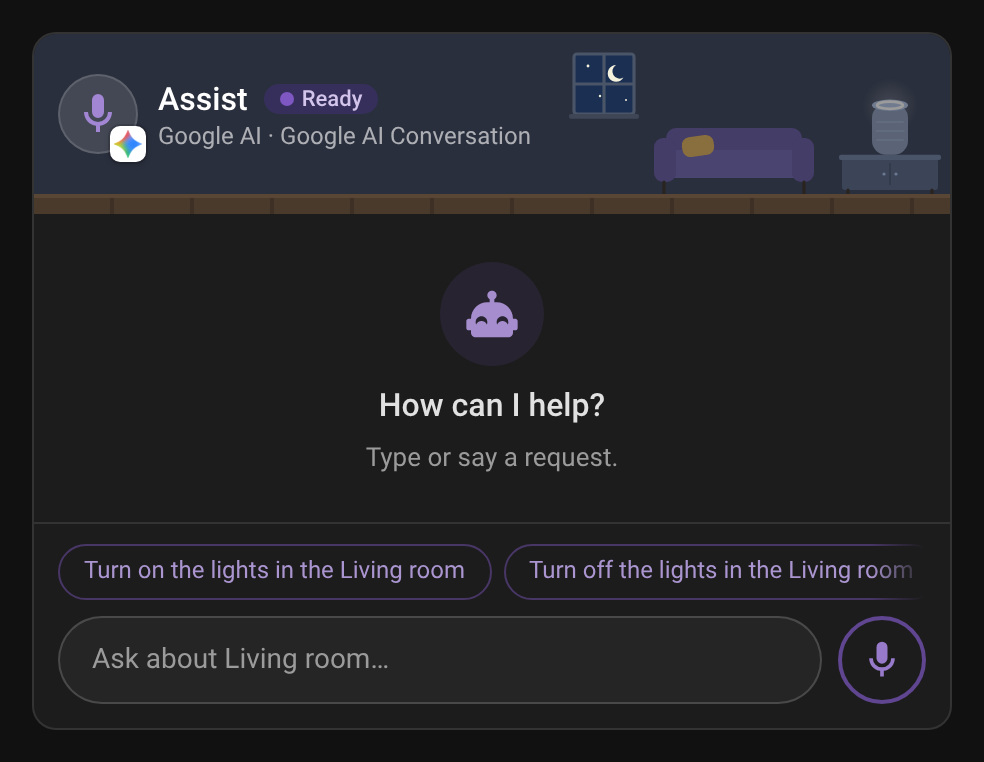 Assist
Ready
Google AI · Google AI Conversation
How can I help?
Type or say a request.
Turn on the lights in the Living room
Turn off the lights in the Living room
Ask about Living room…